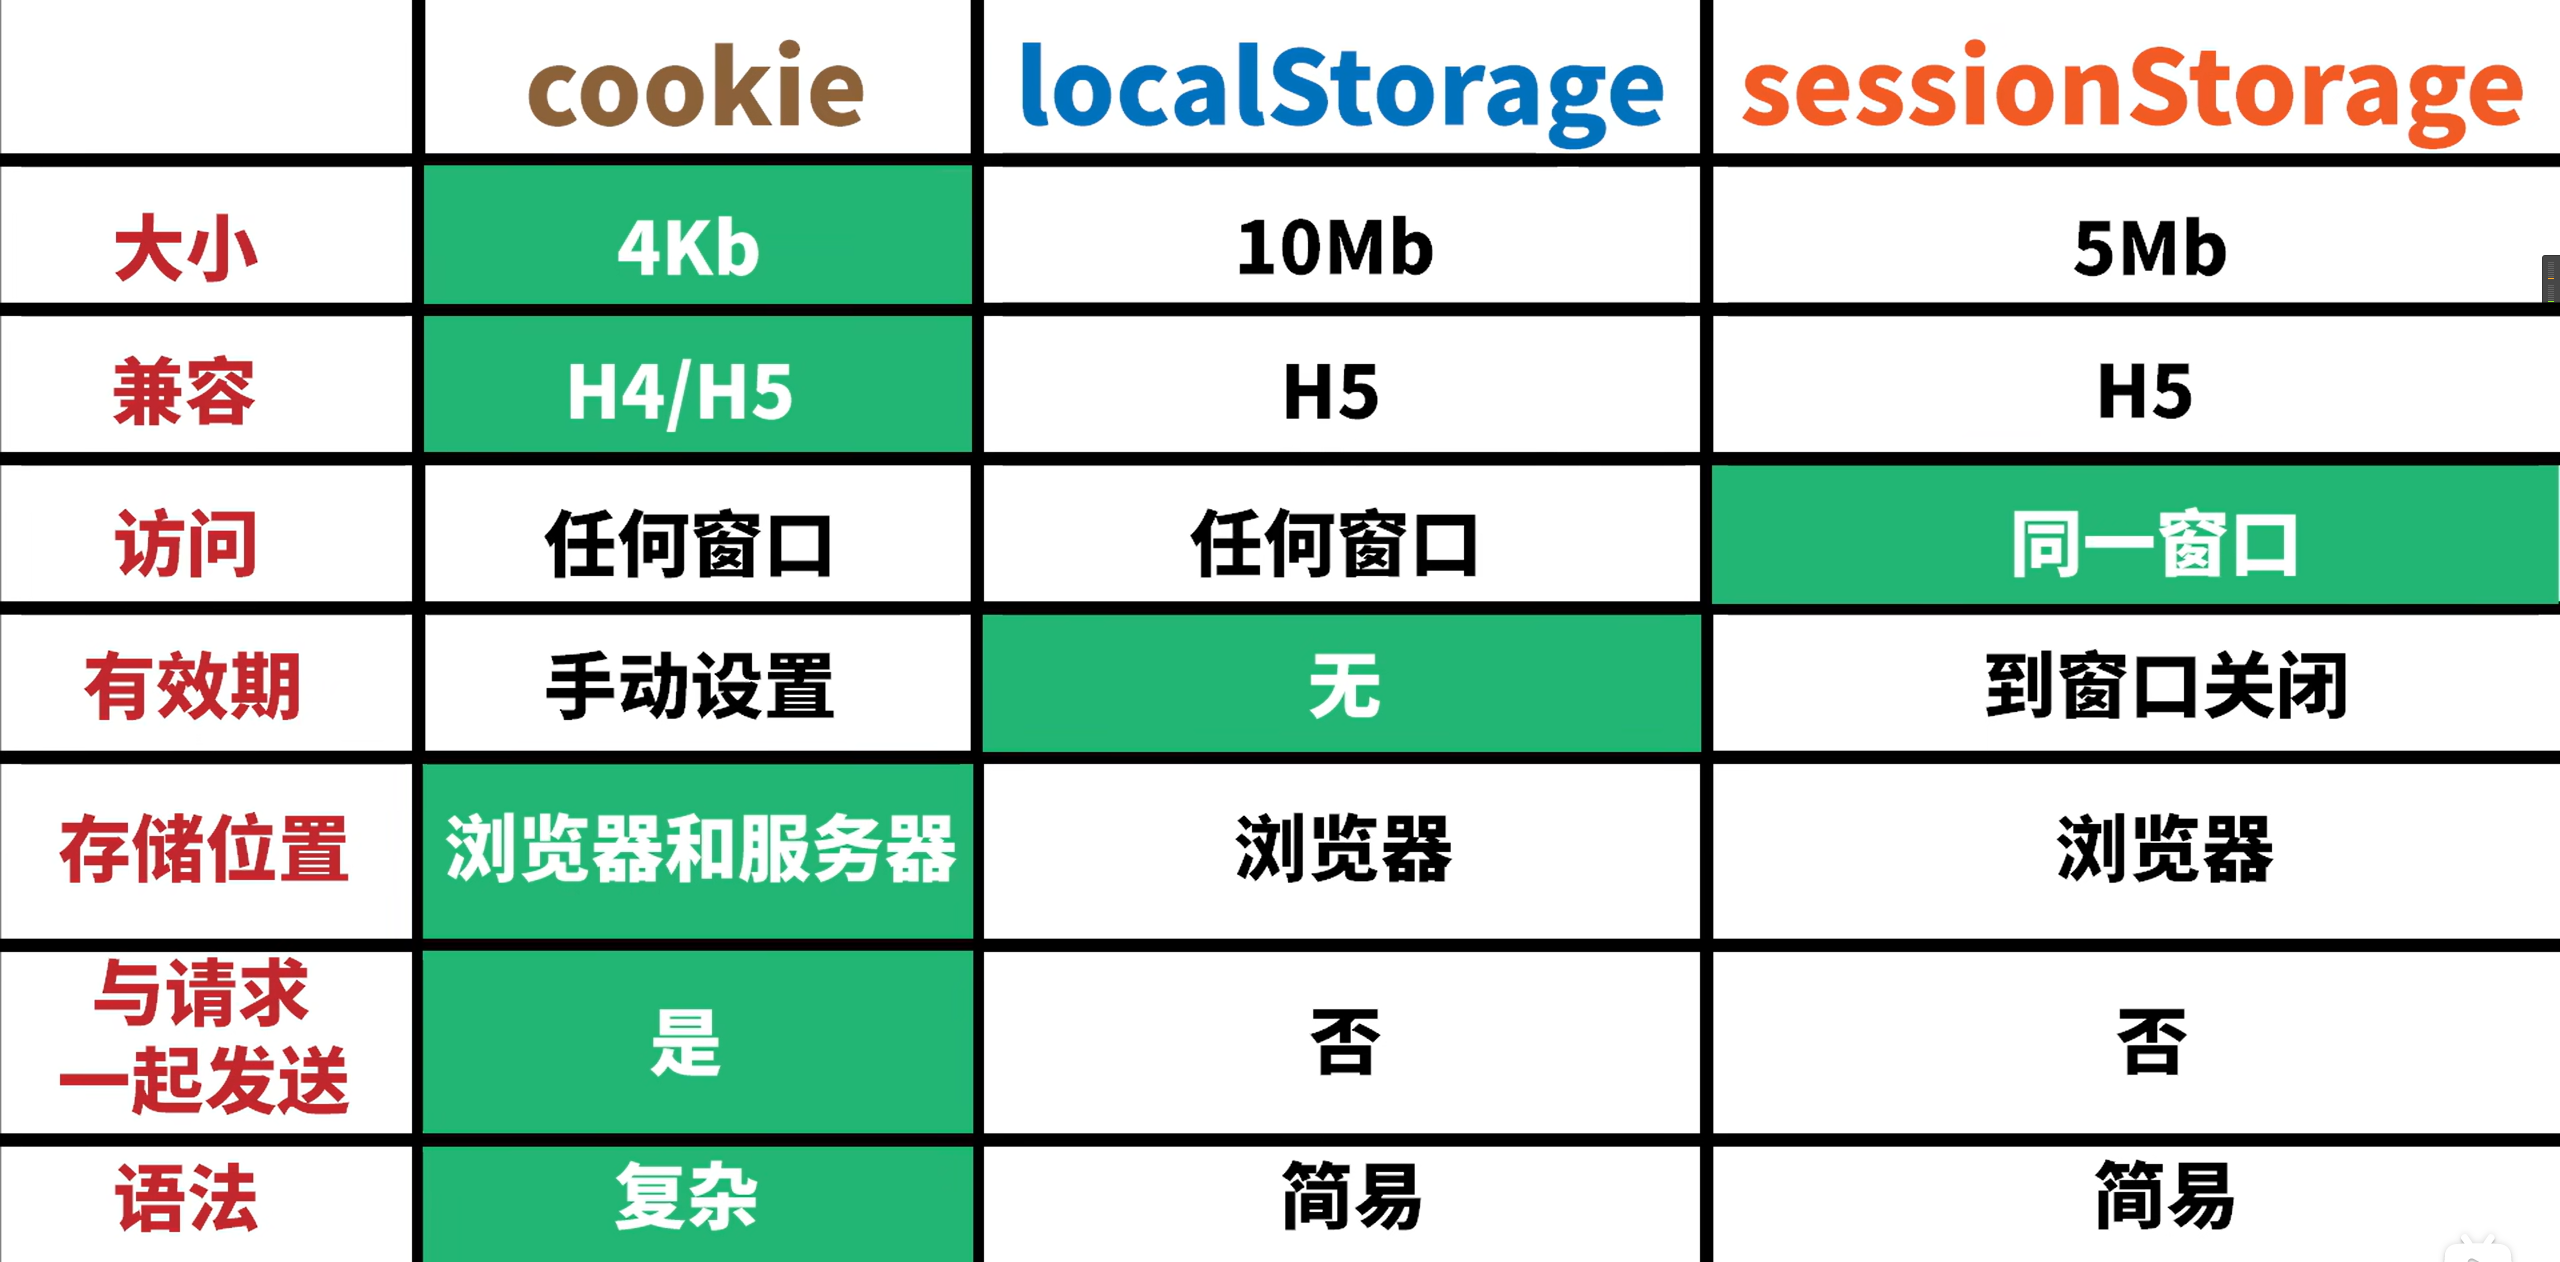 cookie localStorage sessionStorage
大小 4Kb 10Mb 5Mb
兼容 H4/H5 H5 H5
访问 任何窗口 任何窗口 同一窗口
有效期 手动设置 无 到窗口关闭
存储位置 浏览器和服务器 浏览器 浏览器
与请求
一起发送 是 否 否
语法 复杂 简易 简易